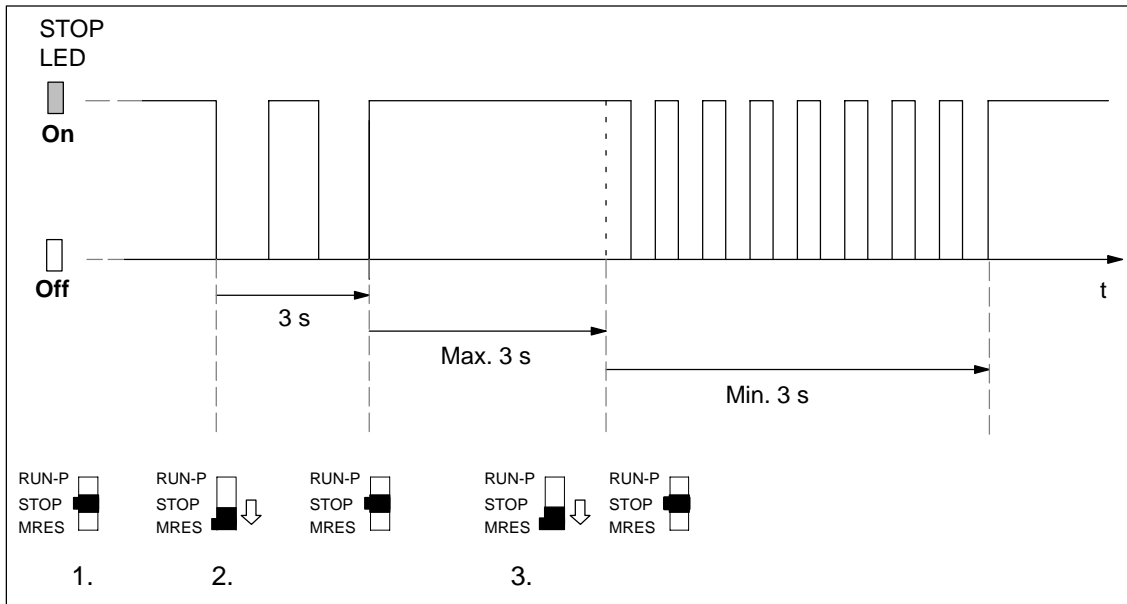 STOP
LED
On
Off
t
3 s
Max. 3 s
Min. 3 s
RUN-P
STOP
MRES
RUN-P
STOP
MRES
RUN-P
STOP
MRES
RUN-P
STOP
MRES
RUN-P
STOP
MRES
1.
2.
3.